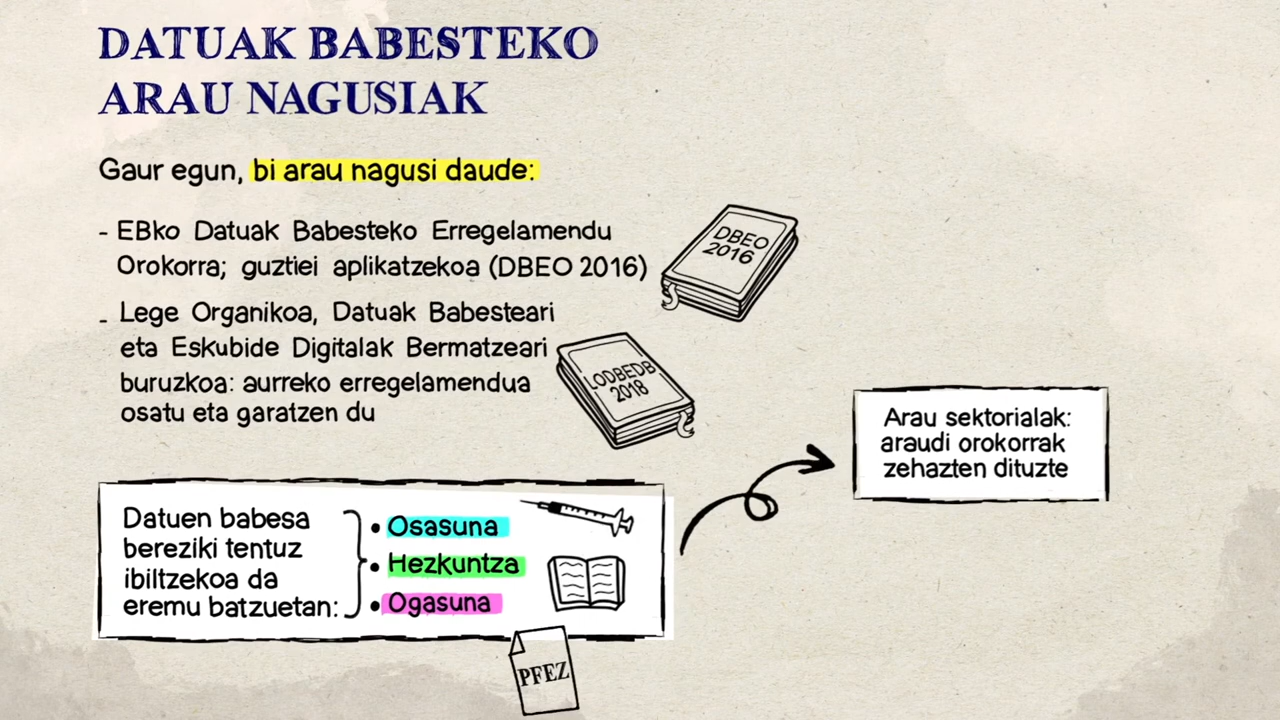 DATUAK BABESTEKO
ARAU NAGUSIAK
Gaur egun, bi arau nagusi daude:
- EBko Datuak Babesteko Erregelamendu
Orokorra; guztiei aplikatzekoa (DBEO 2016)
DBEO
2016
- Lege Organikoa, Datuak Babesteari
eta Eskubide Digitalak Bermatzeari
buruzkoa: aurreko erregelamendua
osatu eta garatzen du
LODBEDB
2018
Datuen babesa
bereziki tentuz
ibiltzekoa da
eremu batzuetan:
• Osasuna
• Hezkuntza
• Ogasuna
PFEZ
Arau sektorialak:
araudi orokorrak
zehazten dituzte